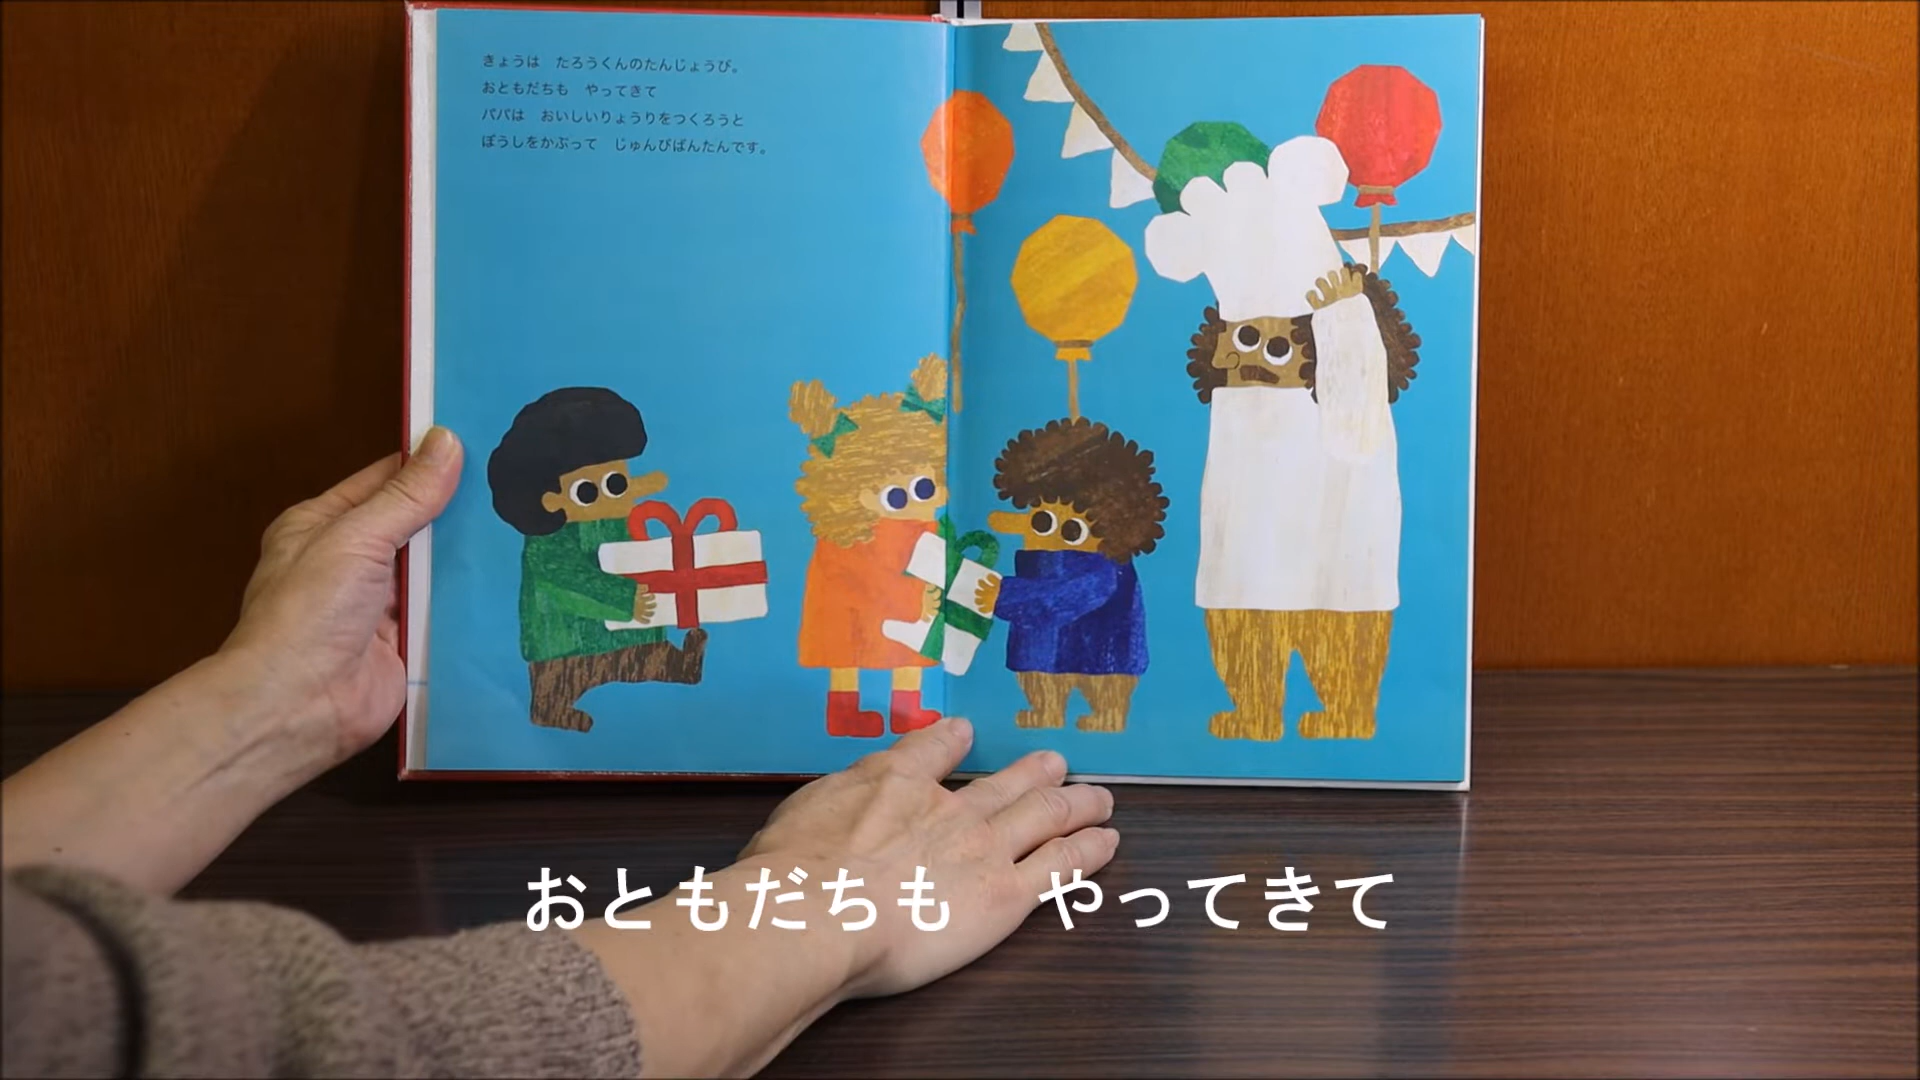 きょうは　たろうくんのたんじょうび。
おともだちも　やってきて
パパは　おいしいりょうりをつくろうと
ぼうしをかぶって　じゅんびばんたんです。
おともだちも　やってきて